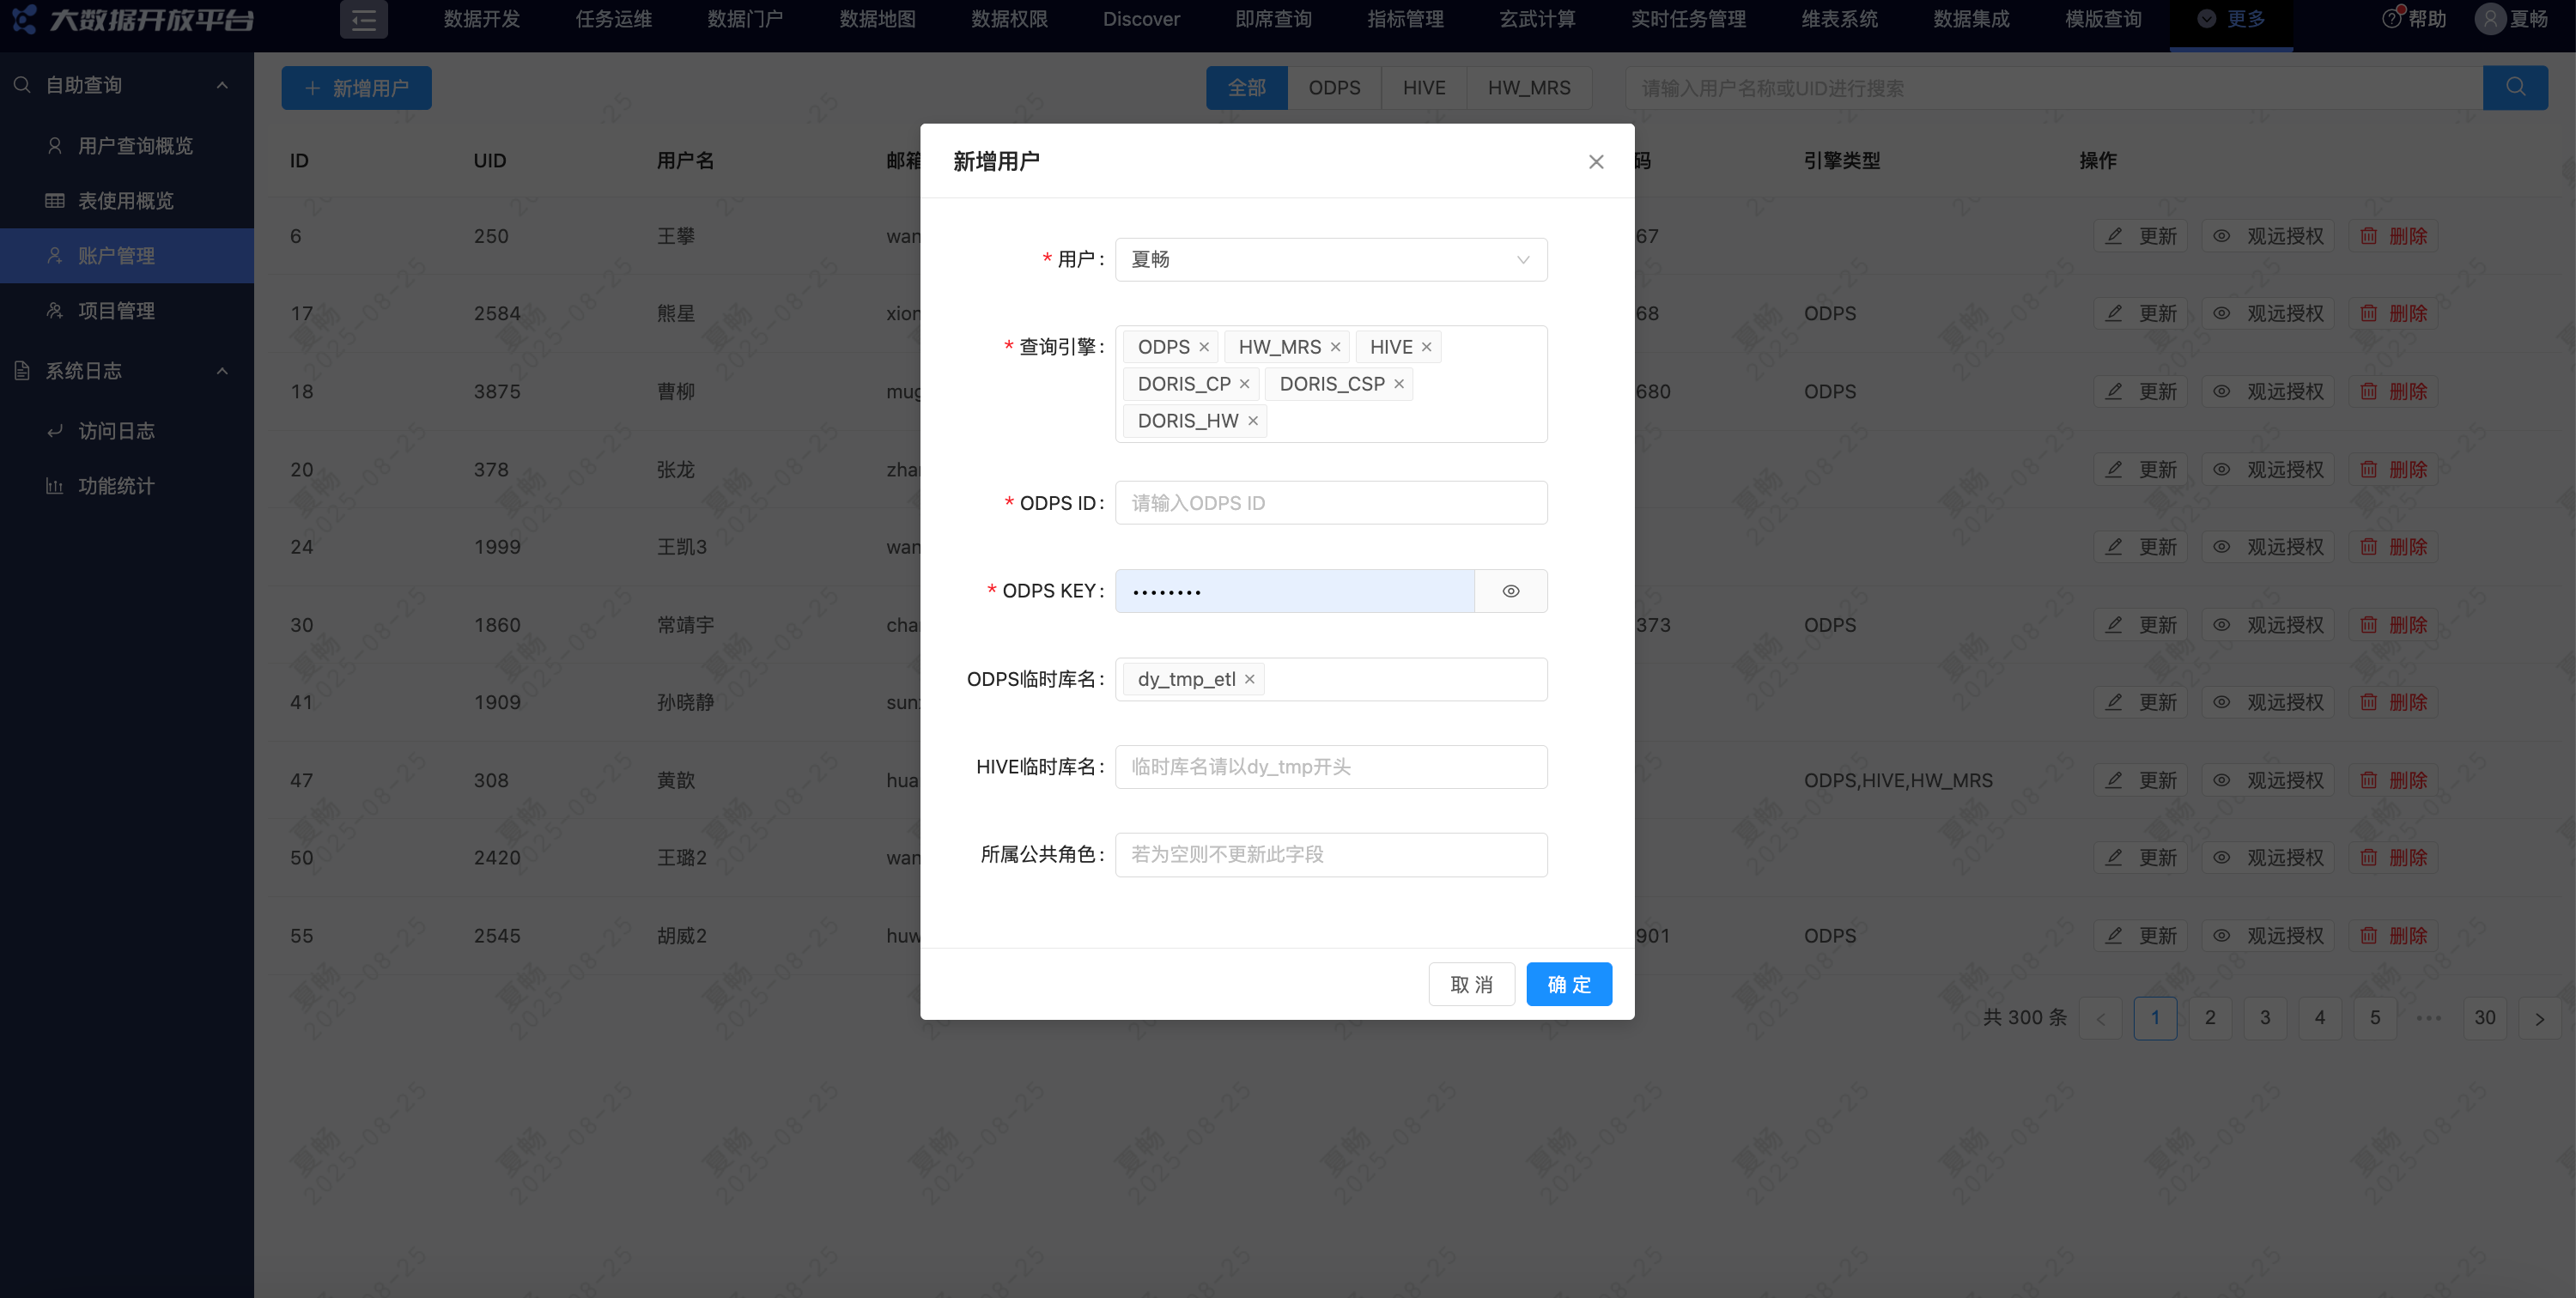 大数据开放平台
数据开发 任务运维 数据门户 数据地图 数据权限 Discover 即席查询 指标管理 玄武计算 实时任务管理 维表系统 数据集成 模版查询 更多 帮助 夏畅
自助查询
用户查询概览
表使用概览
账户管理
项目管理
系统日志
访问日志
功能统计
+ 新增用户
全部 ODPS HIVE HW_MRS
请输入用户名称或UID进行搜索
ID UID 用户名 邮箱 码 引擎类型 操作
6 250 王攀 wan 67 更新 观远授权 删除
17 2584 熊星 xion 68 ODPS 更新 观远授权 删除
18 3875 曹柳 mug 680 ODPS 更新 观远授权 删除
20 378 张龙 zha 更新 观远授权 删除
24 1999 王凯3 wan 更新 观远授权 删除
30 1860 常靖宇 cha 373 ODPS 更新 观远授权 删除
41 1909 孙晓静 sun 更新 观远授权 删除
47 308 黄歆 hua ODPS,HIVE,HW_MRS 更新 观远授权 删除
50 2420 王璐2 wan 更新 观远授权 删除
55 2545 胡威2 huw 901 ODPS 更新 观远授权 删除
共 300 条 1 2 3 4 5 ••• 30
新增用户
* 用户: 夏畅
* 查询引擎: ODPS HW_MRS HIVE
DORIS_CP DORIS_CSP
DORIS_HW
* ODPS ID: 请输入ODPS ID
* ODPS KEY: ••••••••
ODPS临时库名: dy_tmp_etl
HIVE临时库名: 临时库名请以dy_tmp开头
所属公共角色: 若为空则不更新此字段
取 消 确 定
夏畅
2025-08-25